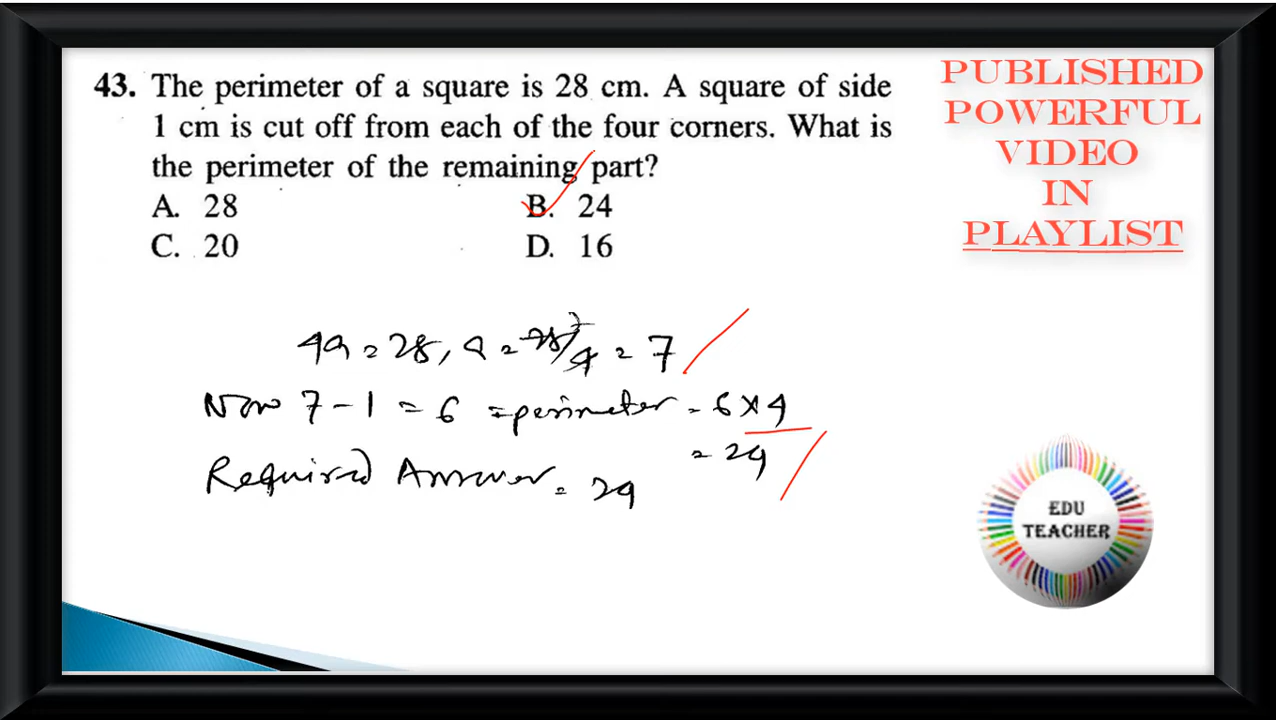 43. The perimeter of a square is 28 cm. A square of side
1 cm is cut off from each of the four corners. What is
the perimeter of the remaining part?
A. 28 B. 24
C. 20 D. 16
4a = 28, a = 28/4 = 7
Now 7 - 1 = 6 = perimeter = 6 x 4
= 24
Required Answer = 24
PUBLISHED
POWERFUL
VIDEO
IN
PLAYLIST
EDU
TEACHER